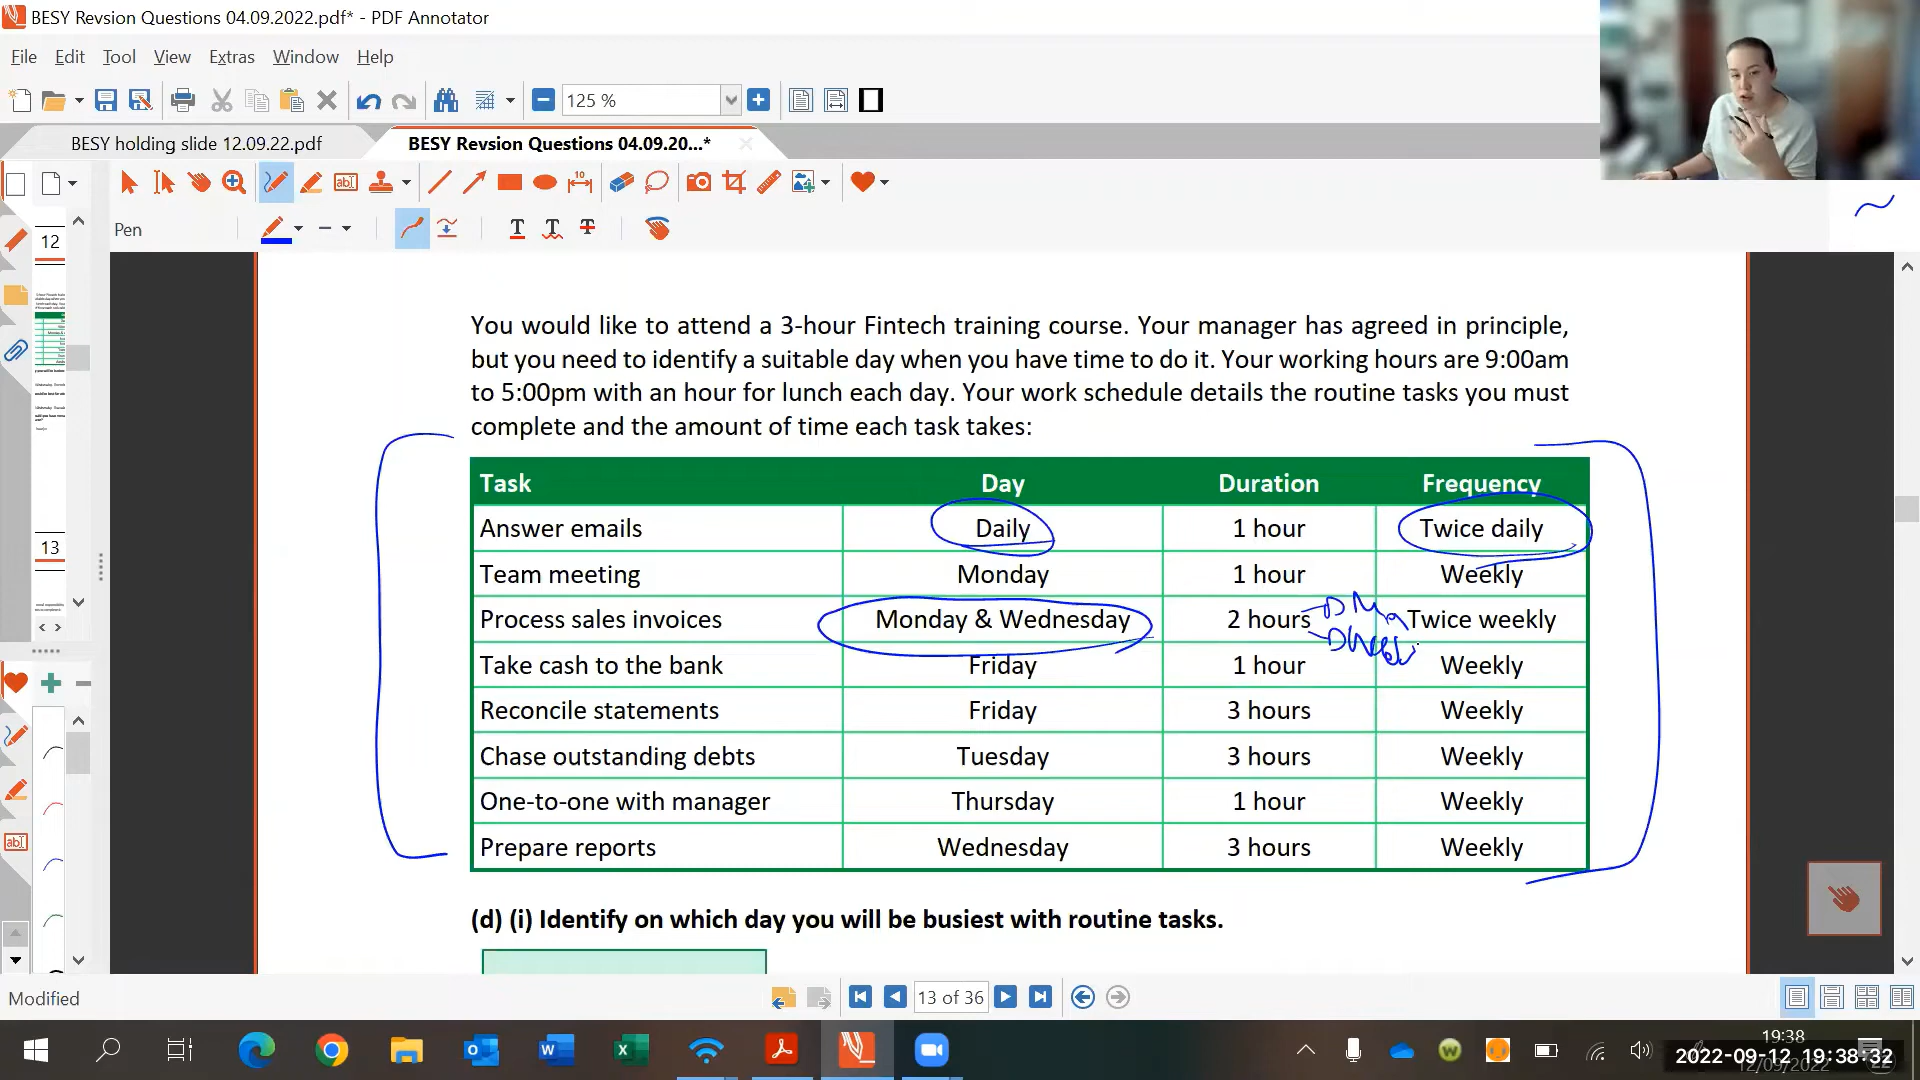 BESY Revsion Questions 04.09.2022.pdf* - PDF Annotator
File Edit Tool View Extras Window Help
125 %
BESY holding slide 12.09.22.pdf
BESY Revsion Questions 04.09.20...*
Pen
12
13
You would like to attend a 3-hour Fintech training course. Your manager has agreed in principle,
but you need to identify a suitable day when you have time to do it. Your working hours are 9:00am
to 5:00pm with an hour for lunch each day. Your work schedule details the routine tasks you must
complete and the amount of time each task takes:
Task Day Duration Frequency
Answer emails Daily 1 hour Twice daily
Team meeting Monday 1 hour Weekly
Process sales invoices Monday & Wednesday 2 hours Twice weekly
Take cash to the bank Friday 1 hour Weekly
Reconcile statements Friday 3 hours Weekly
Chase outstanding debts Tuesday 3 hours Weekly
One-to-one with manager Thursday 1 hour Weekly
Prepare reports Wednesday 3 hours Weekly
(d) (i) Identify on which day you will be busiest with routine tasks.
Modified
13 of 36
19:38
2022-09-12 19:38:32
12/09/2022